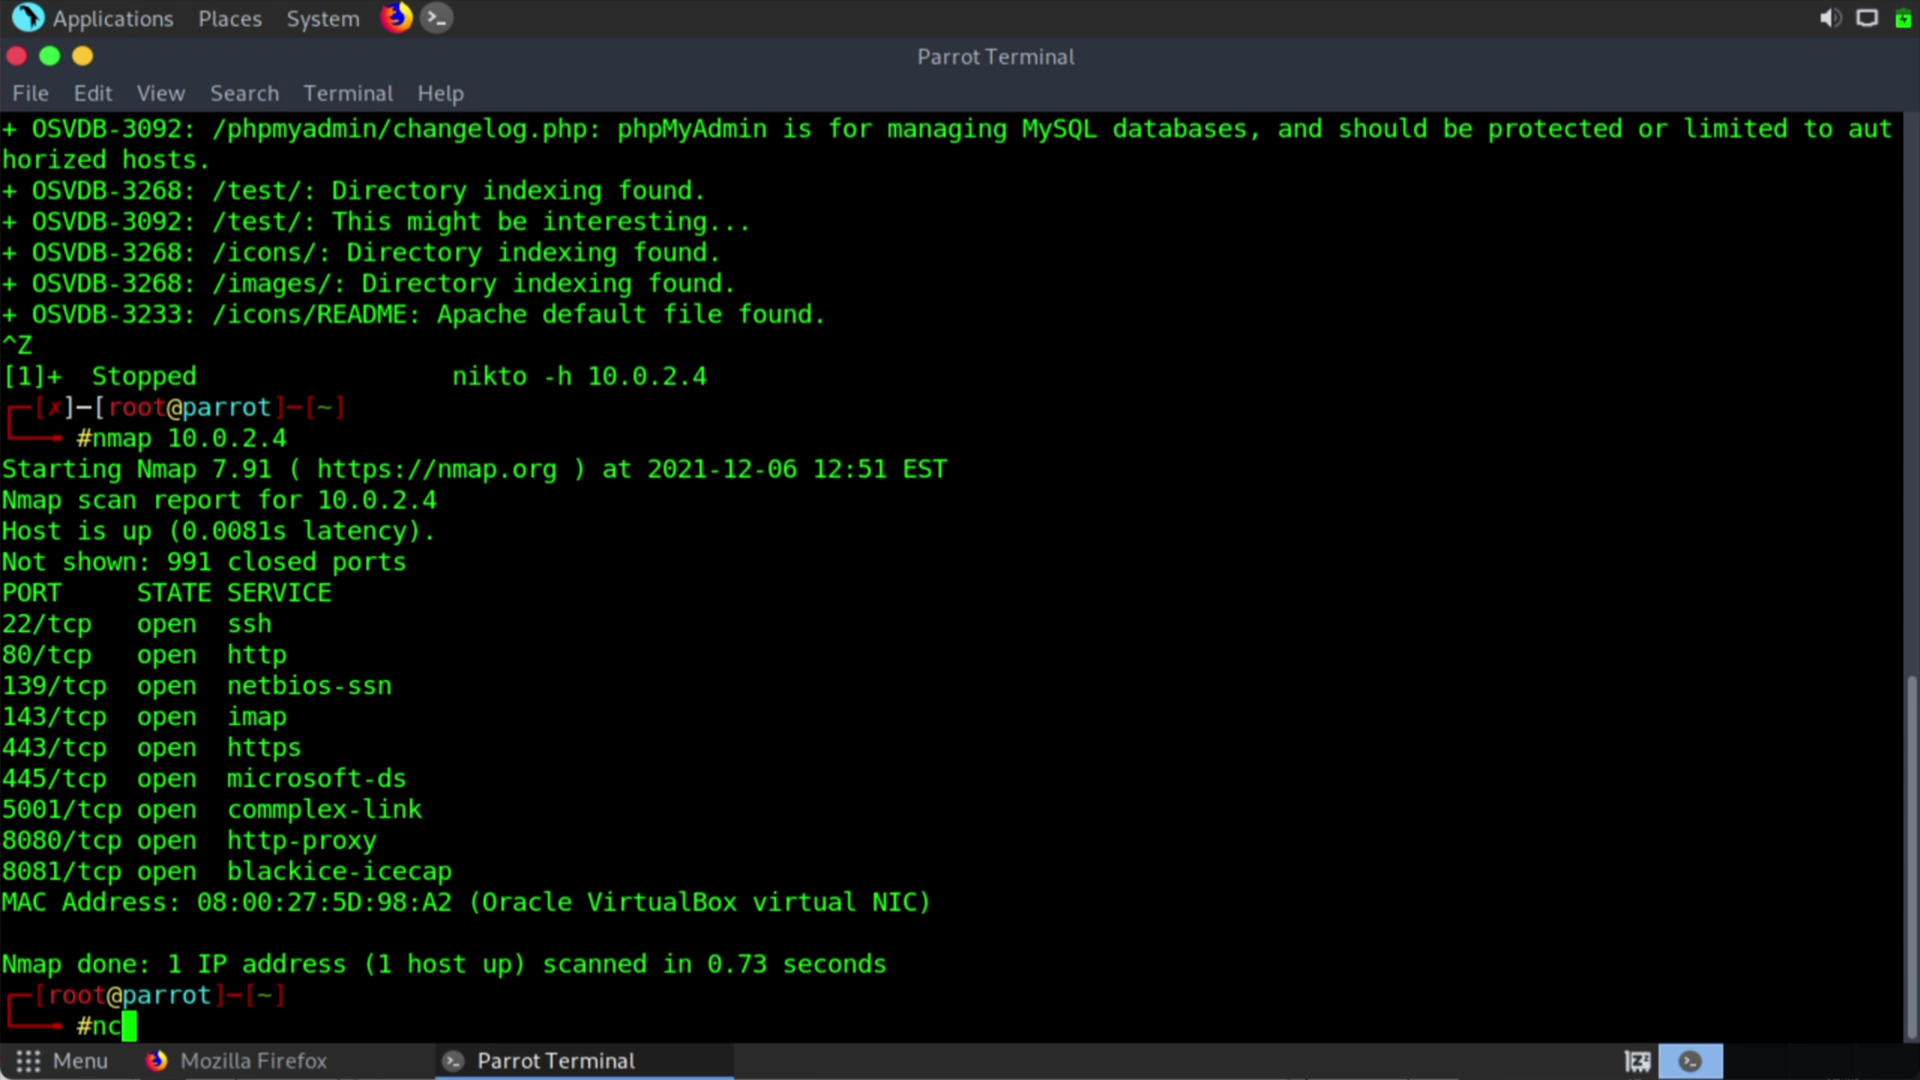 Applications Places System
Parrot Terminal
File Edit View Search Terminal Help
+ OSVDB-3092: /phpmyadmin/changelog.php: phpMyAdmin is for managing MySQL databases, and should be protected or limited to aut
horized hosts.
+ OSVDB-3268: /test/: Directory indexing found.
+ OSVDB-3092: /test/: This might be interesting...
+ OSVDB-3268: /icons/: Directory indexing found.
+ OSVDB-3268: /images/: Directory indexing found.
+ OSVDB-3233: /icons/README: Apache default file found.
^Z
[1]+  Stopped                 nikto -h 10.0.2.4
┌─[✗]─[root@parrot]─[~]
└──╼ #nmap 10.0.2.4
Starting Nmap 7.91 ( https://nmap.org ) at 2021-12-06 12:51 EST
Nmap scan report for 10.0.2.4
Host is up (0.0081s latency).
Not shown: 991 closed ports
PORT     STATE SERVICE
22/tcp   open  ssh
80/tcp   open  http
139/tcp  open  netbios-ssn
143/tcp  open  imap
443/tcp  open  https
445/tcp  open  microsoft-ds
5001/tcp open  commplex-link
8080/tcp open  http-proxy
8081/tcp open  blackice-icecap
MAC Address: 08:00:27:5D:98:A2 (Oracle VirtualBox virtual NIC)
Nmap done: 1 IP address (1 host up) scanned in 0.73 seconds
┌─[root@parrot]─[~]
└──╼ #nc
Menu Mozilla Firefox Parrot Terminal